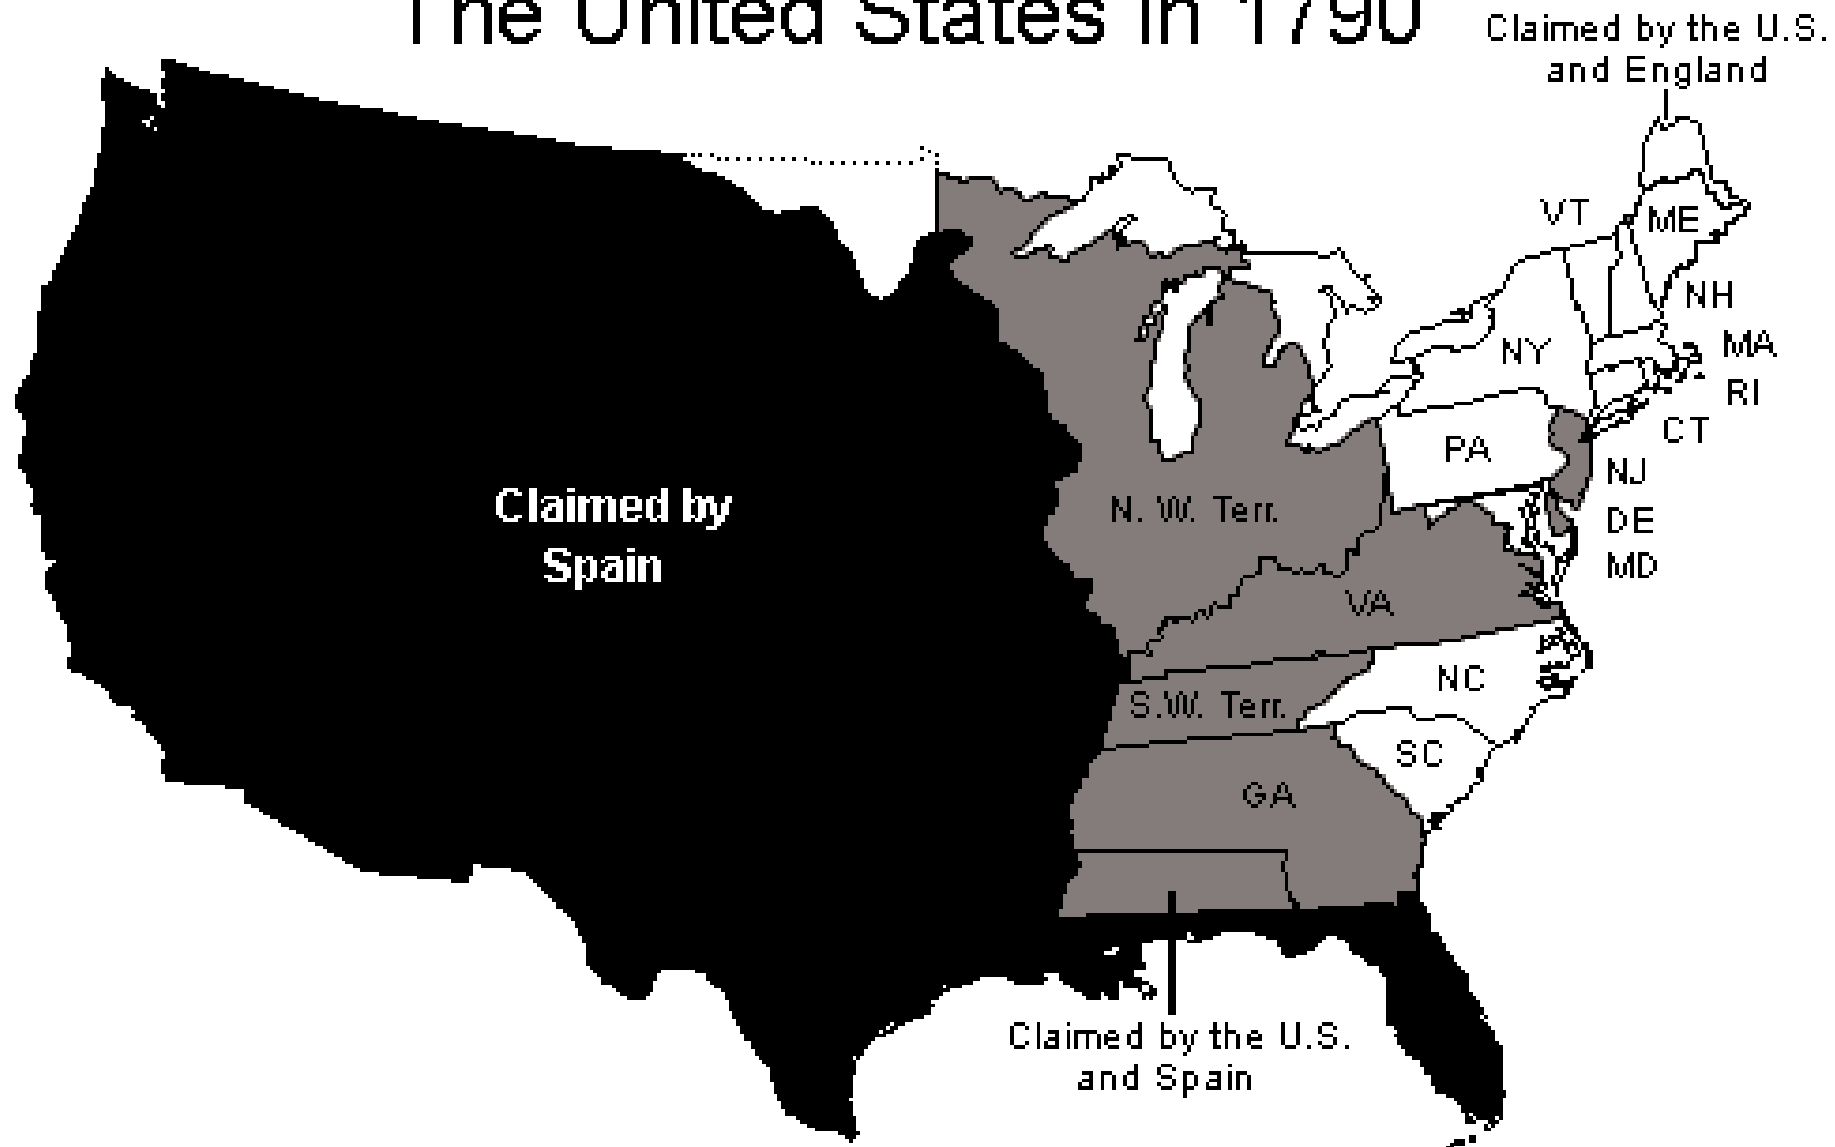 The United States in 1790
Claimed by the U.S.
and England
VT
ME
NH
MA
NY
RI
CT
PA
NJ
Claimed by
Spain
N. W. Terr.
DE
MD
VA
NC
S.W. Terr.
SC
GA
Claimed by the U.S.
and Spain